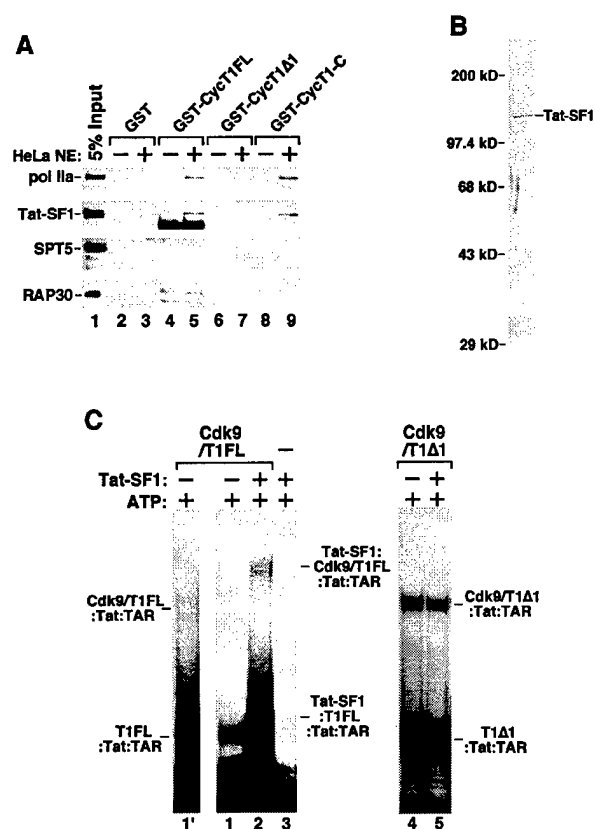 A
5% Input
GST
GST-CycT1FL
GST-CycT1Δ1
GST-CycT1-C
HeLa NE: – + – + – + – +
pol IIa
Tat-SF1
SPT5
RAP30
1 2 3 4 5 6 7 8 9
B
200 kD
Tat-SF1
97.4 kD
68 kD
43 kD
29 kD
C
Cdk9
/T1FL
–
Tat-SF1: – – + +
ATP: + + + +
Cdk9/T1FL
:Tat:TAR
T1FL
:Tat:TAR
Tat-SF1:
Cdk9/T1FL
:Tat:TAR
Tat-SF1
:T1FL
:Tat:TAR
1' 1 2 3
Cdk9
/T1Δ1
– +
+ +
Cdk9/T1Δ1
:Tat:TAR
T1Δ1
:Tat:TAR
4 5